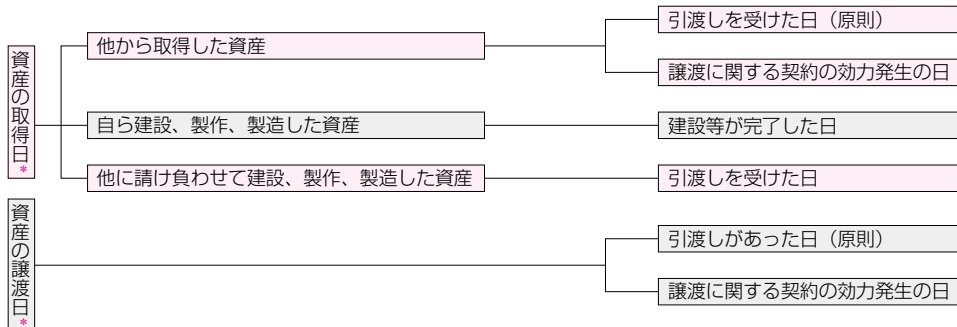 資産の取得日*
他から取得した資産
引渡しを受けた日（原則）
譲渡に関する契約の効力発生の日
自ら建設、製作、製造した資産
建設等が完了した日
他に請け負わせて建設、製作、製造した資産
引渡しを受けた日
資産の譲渡日*
引渡しがあった日（原則）
譲渡に関する契約の効力発生の日